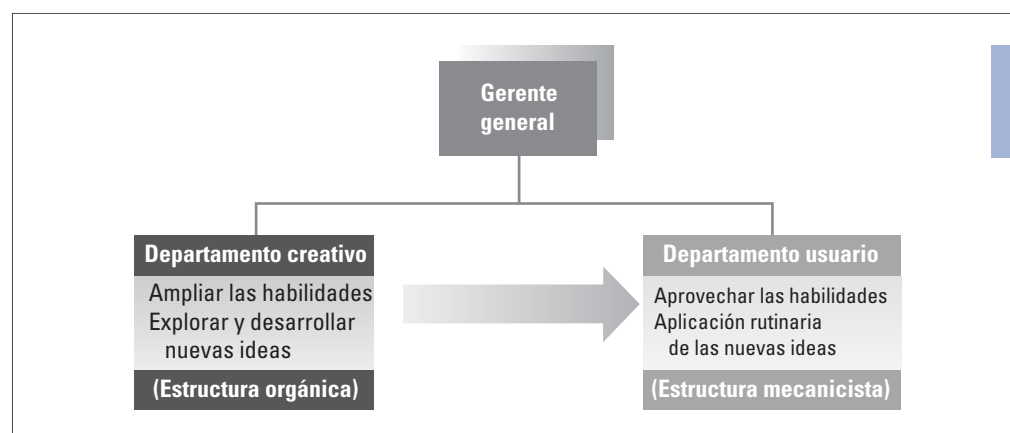 Gerente
general
Departamento creativo
Ampliar las habilidades
Explorar y desarrollar
nuevas ideas
(Estructura orgánica)
Departamento usuario
Aprovechar las habilidades
Aplicación rutinaria
de las nuevas ideas
(Estructura mecanicista)